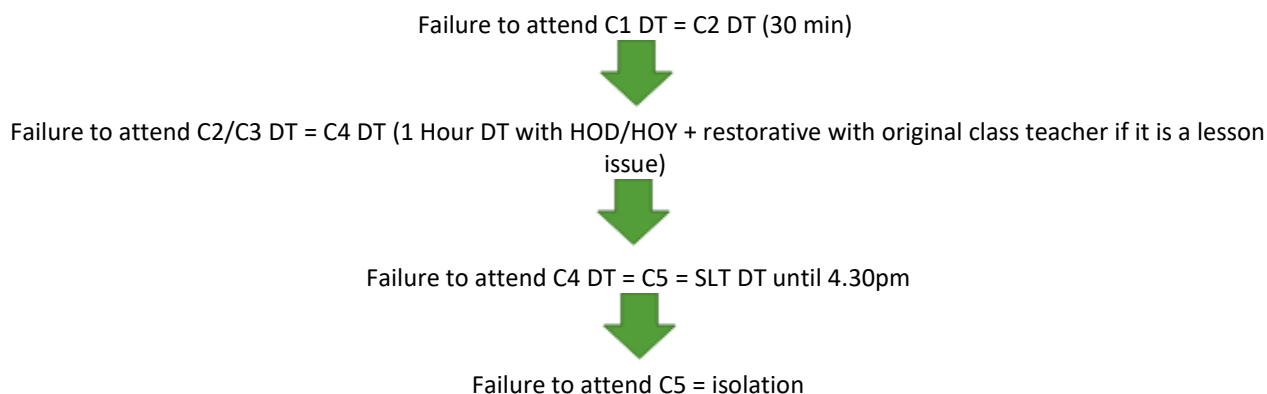 Failure to attend C1 DT = C2 DT (30 min)
Failure to attend C2/C3 DT = C4 DT (1 Hour DT with HOD/HOY + restorative with original class teacher if it is a lesson
issue)
Failure to attend C4 DT = C5 = SLT DT until 4.30pm
Failure to attend C5 = isolation